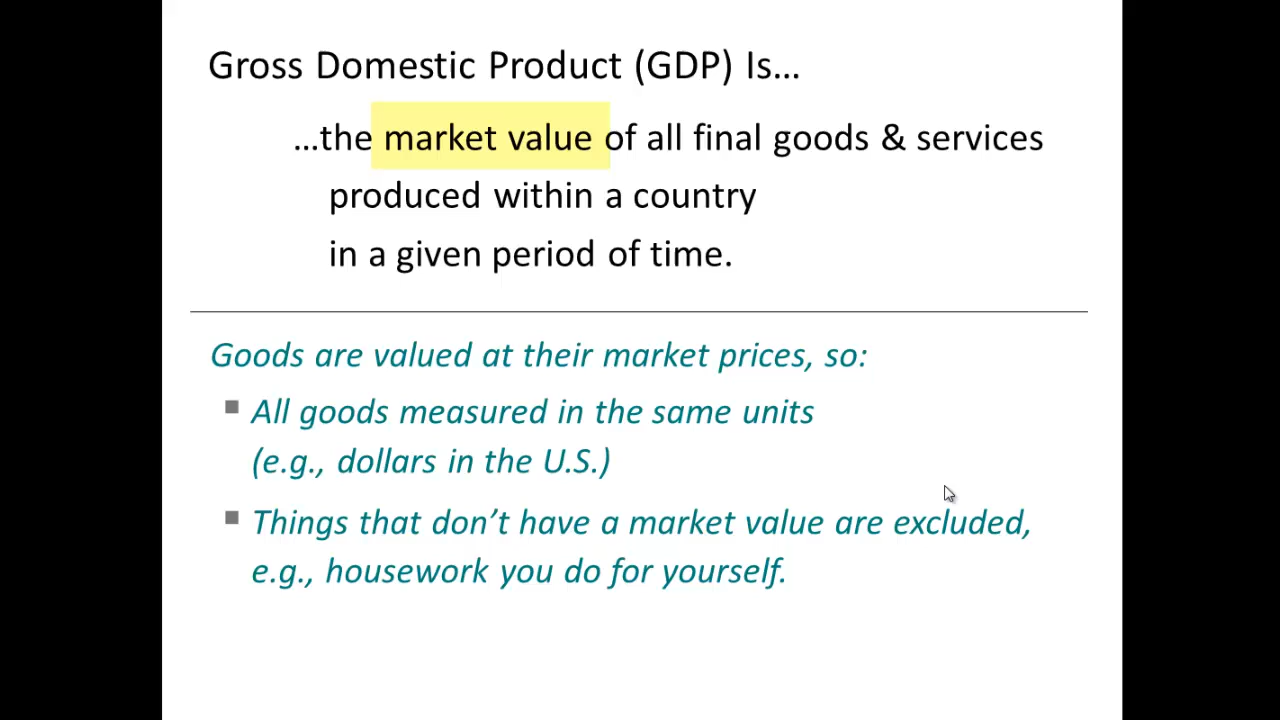 Gross Domestic Product (GDP) Is…
…the market value of all final goods & services
produced within a country
in a given period of time.
Goods are valued at their market prices, so:
All goods measured in the same units
(e.g., dollars in the U.S.)
Things that don’t have a market value are excluded,
e.g., housework you do for yourself.